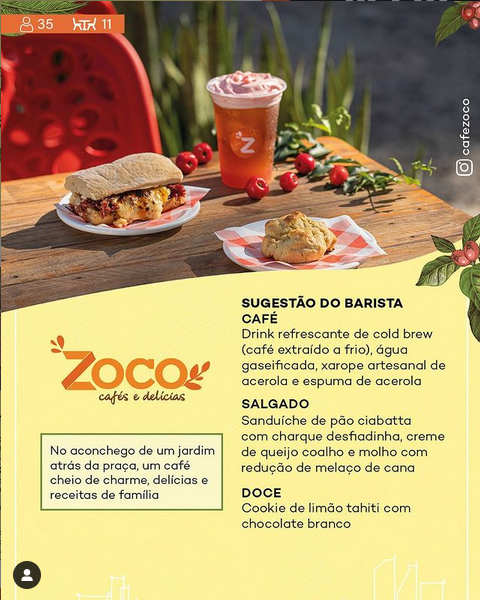 35 11
cafezoco
Z
SUGESTÃO DO BARISTA
CAFÉ
Drink refrescante de cold brew
(café extraído a frio), água
gaseificada, xarope artesanal de
acerola e espuma de acerola
SALGADO
Sanduíche de pão ciabatta
com charque desfiadinha, creme
de queijo coalho e molho com
redução de melaço de cana
DOCE
Cookie de limão tahiti com
chocolate branco
Zoco
cafés e delícias
No aconchego de um jardim
atrás da praça, um café
cheio de charme, delícias e
receitas de família